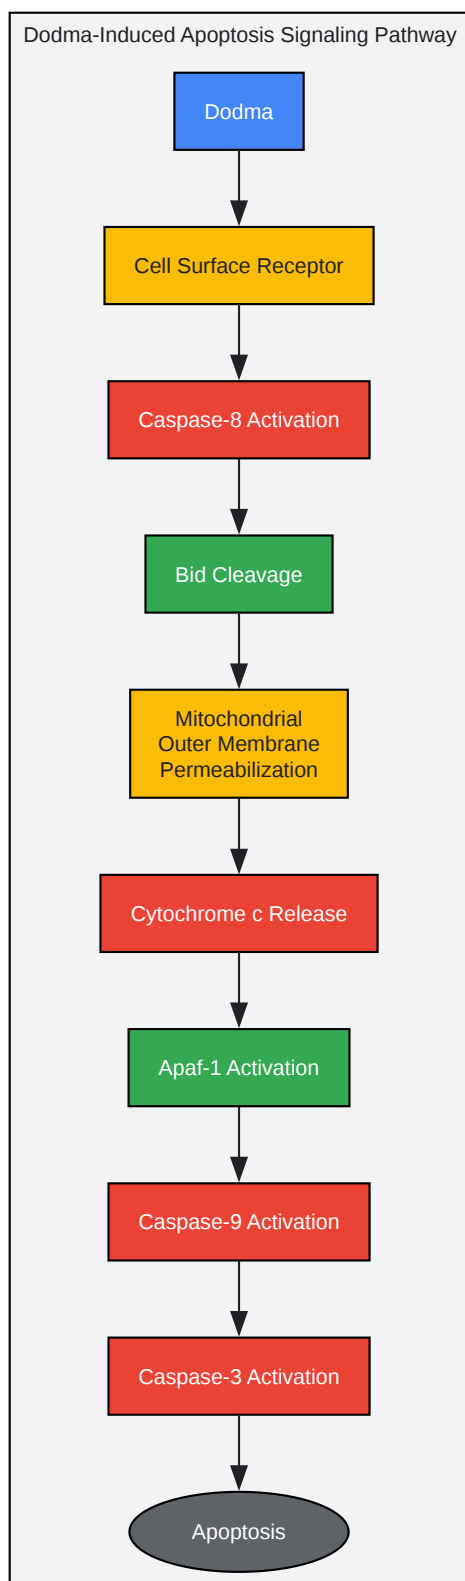 Dodma-Induced Apoptosis Signaling Pathway
Dodma
Cell Surface Receptor
Caspase-8 Activation
Bid Cleavage
Mitochondrial
Outer Membrane
Permeabilization
Cytochrome c Release
Apaf-1 Activation
Caspase-9 Activation
Caspase-3 Activation
Apoptosis